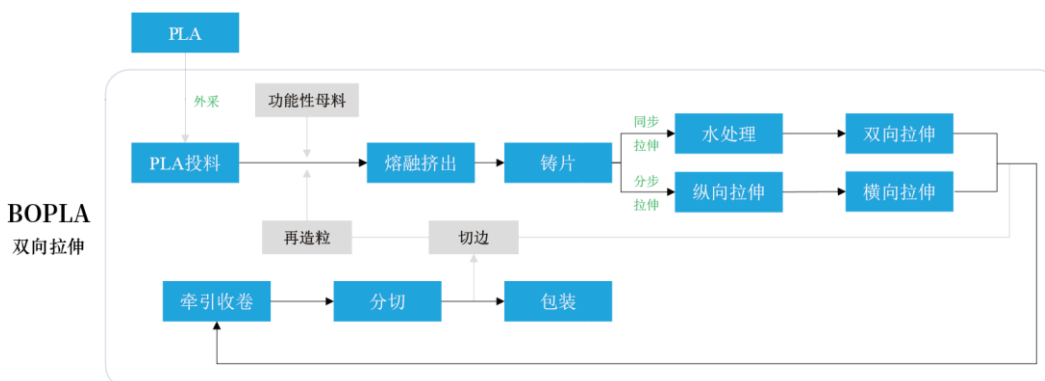 PLA
外采
功能性母料
PLA投料
熔融挤出
铸片
同步
拉伸
水处理
双向拉伸
分步
拉伸
纵向拉伸
横向拉伸
BOPLA
双向拉伸
再造粒
切边
牵引收卷
分切
包装